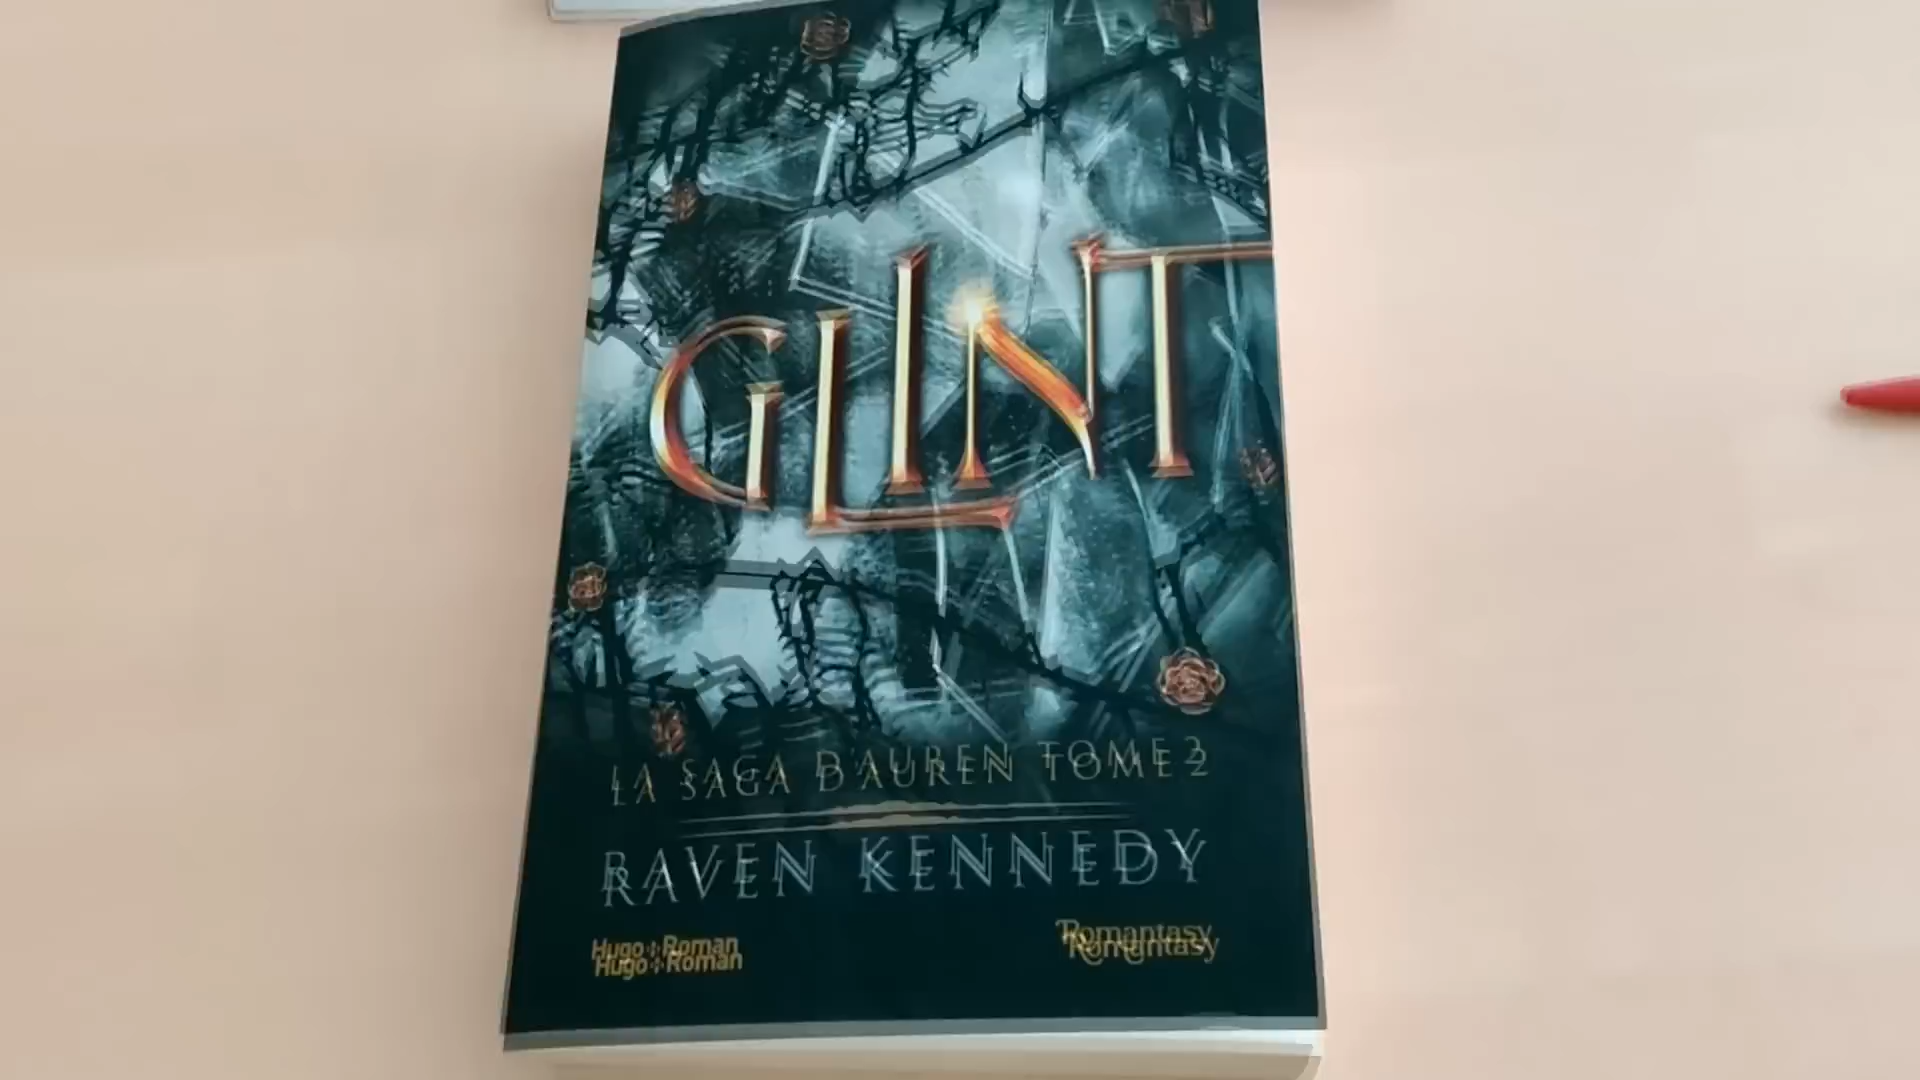 GLINT
LA SAGA D'AUREN TOME 2
RAVEN KENNEDY
Hugo Roman
Romantasy